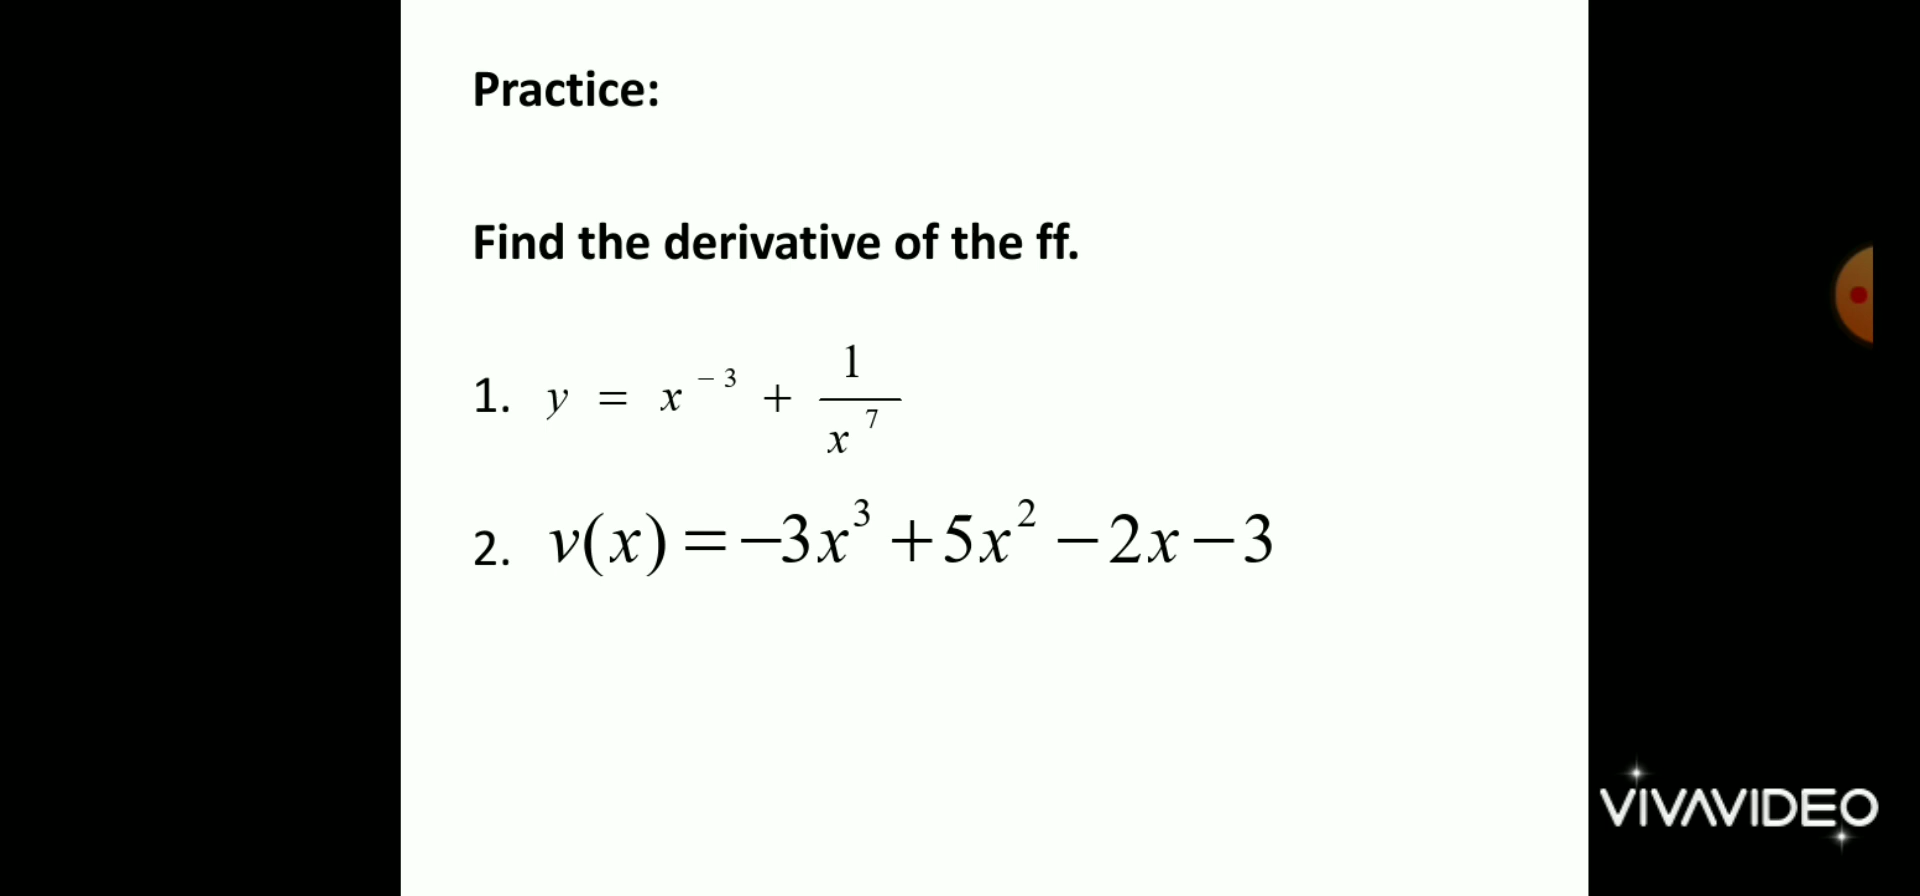 Practice:
Find the derivative of the ff.
1. y = x⁻³ + 1/x⁷
2. v(x) = −3x³ + 5x² − 2x − 3
VIVAVIDEO